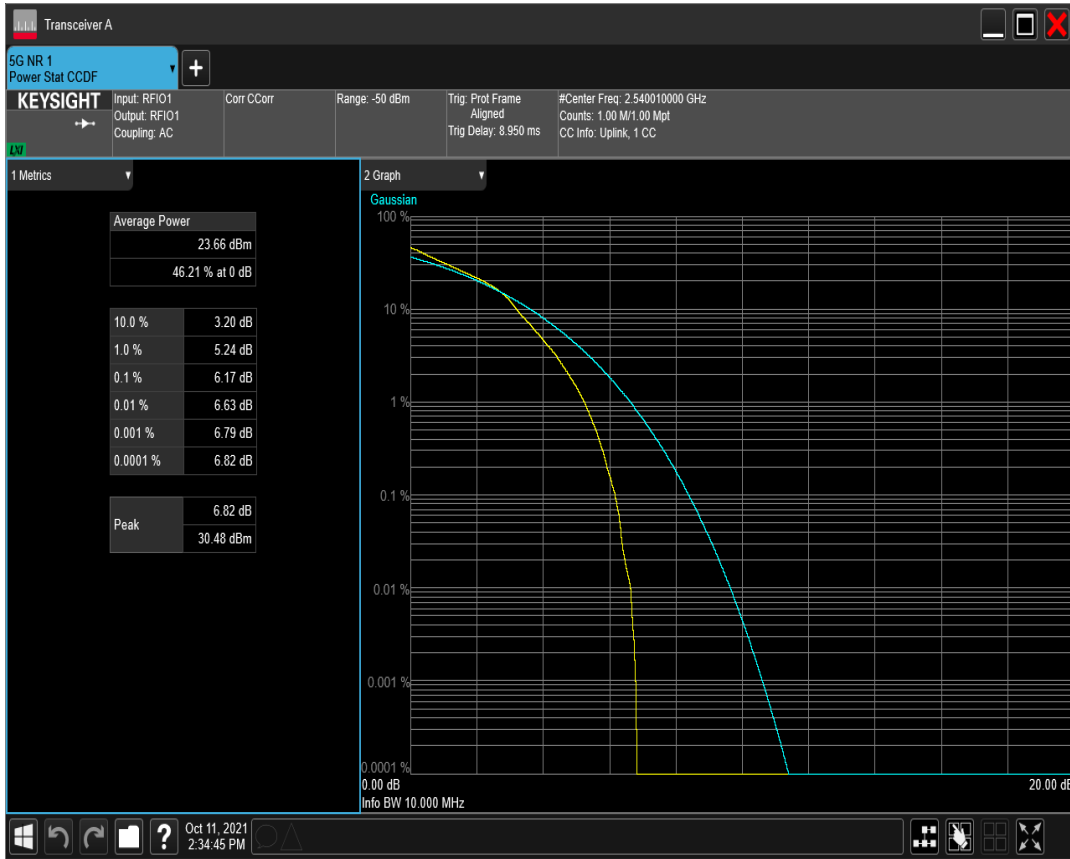 Transceiver A
5G NR 1
Power Stat CCDF
+
KEYSIGHT
LXI
Input: RFIO1
Output: RFIO1
Coupling: AC
Corr CCorr
Range: -50 dBm
Trig: Prot Frame
Aligned
Trig Delay: 8.950 ms
#Center Freq: 2.540010000 GHz
Counts: 1.00 M/1.00 Mpt
CC Info: Uplink, 1 CC
1 Metrics
Average Power
23.66 dBm
46.21 % at 0 dB
10.0 % 3.20 dB
1.0 % 5.24 dB
0.1 % 6.17 dB
0.01 % 6.63 dB
0.001 % 6.79 dB
0.0001 % 6.82 dB
Peak 6.82 dB
30.48 dBm
2 Graph
Gaussian
100 %
10 %
1 %
0.1 %
0.01 %
0.001 %
0.0001 %
0.00 dB 20.00 dB
Info BW 10.000 MHz
?
Oct 11, 2021
2:34:45 PM